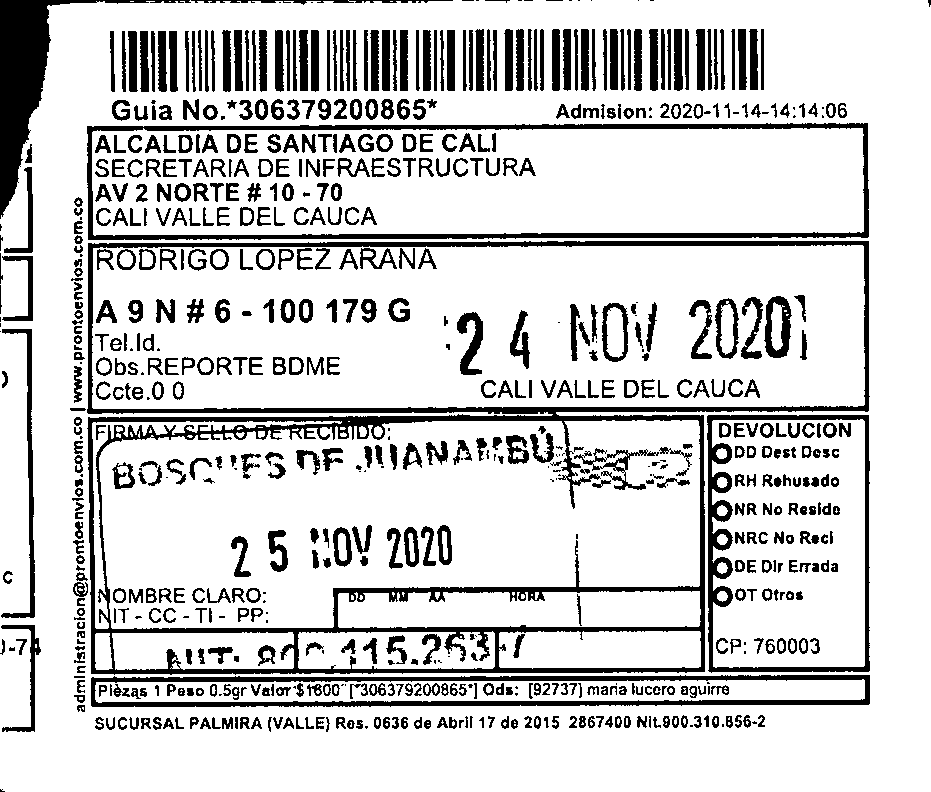 Guia No.*306379200865*
Admision: 2020-11-14-14:14:06
ALCALDIA DE SANTIAGO DE CALI
SECRETARIA DE INFRAESTRUCTURA
AV 2 NORTE # 10 - 70
CALI VALLE DEL CAUCA
RODRIGO LOPEZ ARANA
A 9 N # 6 - 100 179 G
24 NOV 2020
Tel.Id.
Obs.REPORTE BDME
Ccte.0 0
CALI VALLE DEL CAUCA
administracion@prontoenvios.com.co | www.prontoenvios.com.co
FIRMA Y SELLO DE RECIBIDO:
BOSQUES DE JUANAMBÚ
25 NOV 2020
NOMBRE CLARO:
DD MM AA HORA
NIT - CC - TI - PP:
NIT. 115.263
DEVOLUCION
DD Dest Desc
RH Rehusado
NR No Reside
NRC No Reci
DE Dir Errada
OT Otros
CP: 760003
Piezas 1 Peso 0.5gr Valor $1600 ["306379200865"] Ods: [92737] maria lucero aguirre
SUCURSAL PALMIRA (VALLE) Res. 0636 de Abril 17 de 2015 2867400 Nit.900.310.856-2